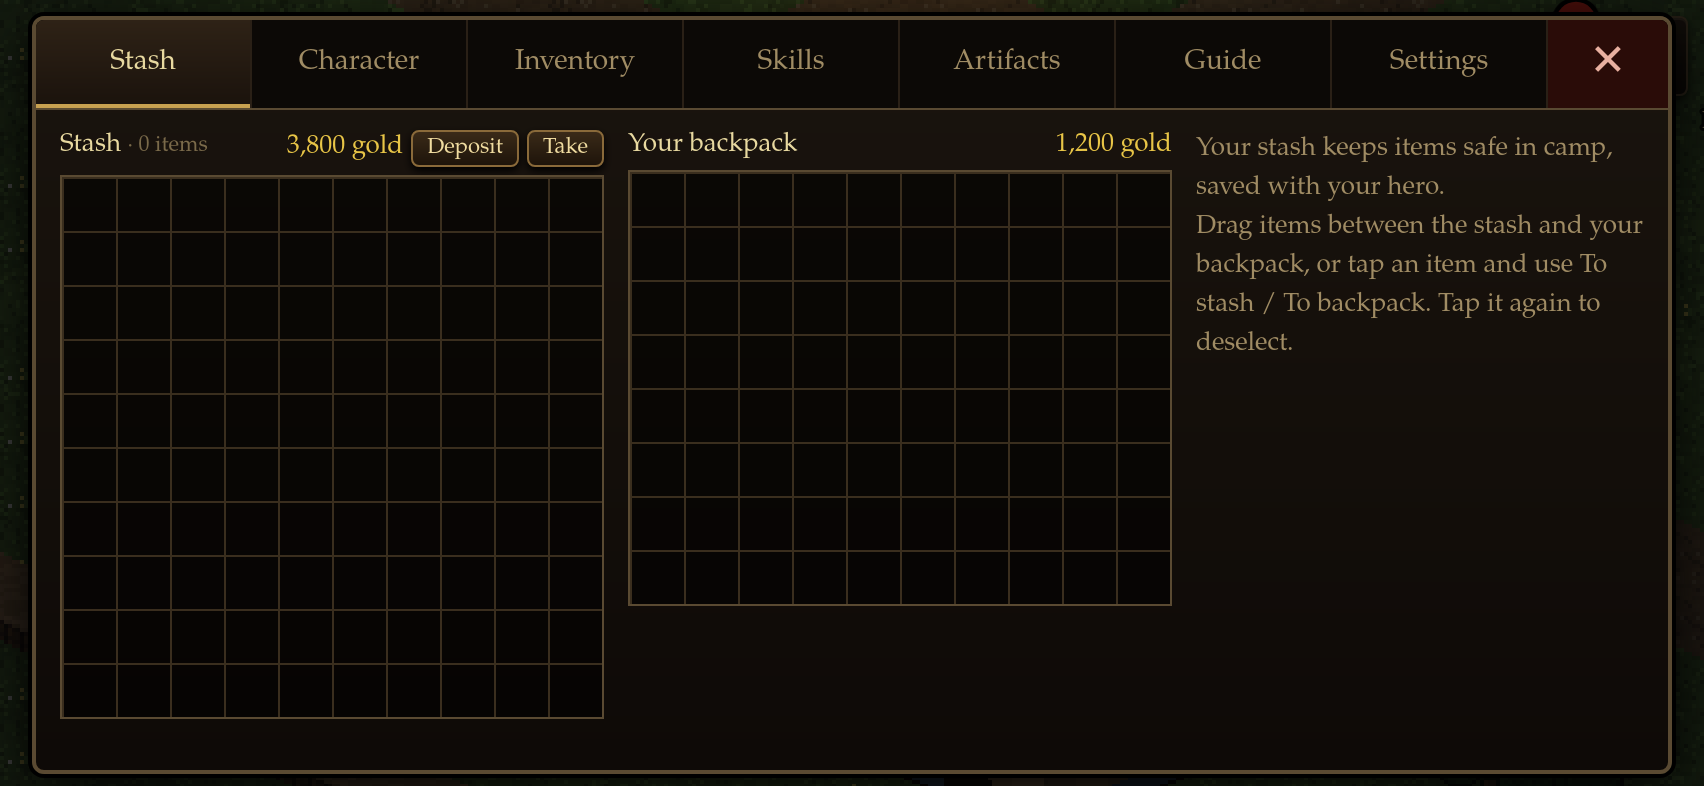 Stash Character Inventory Skills Artifacts Guide Settings ✕
Stash · 0 items 3,800 gold Deposit Take
Your backpack 1,200 gold
Your stash keeps items safe in camp,
saved with your hero.
Drag items between the stash and your
backpack, or tap an item and use To
stash / To backpack. Tap it again to
deselect.